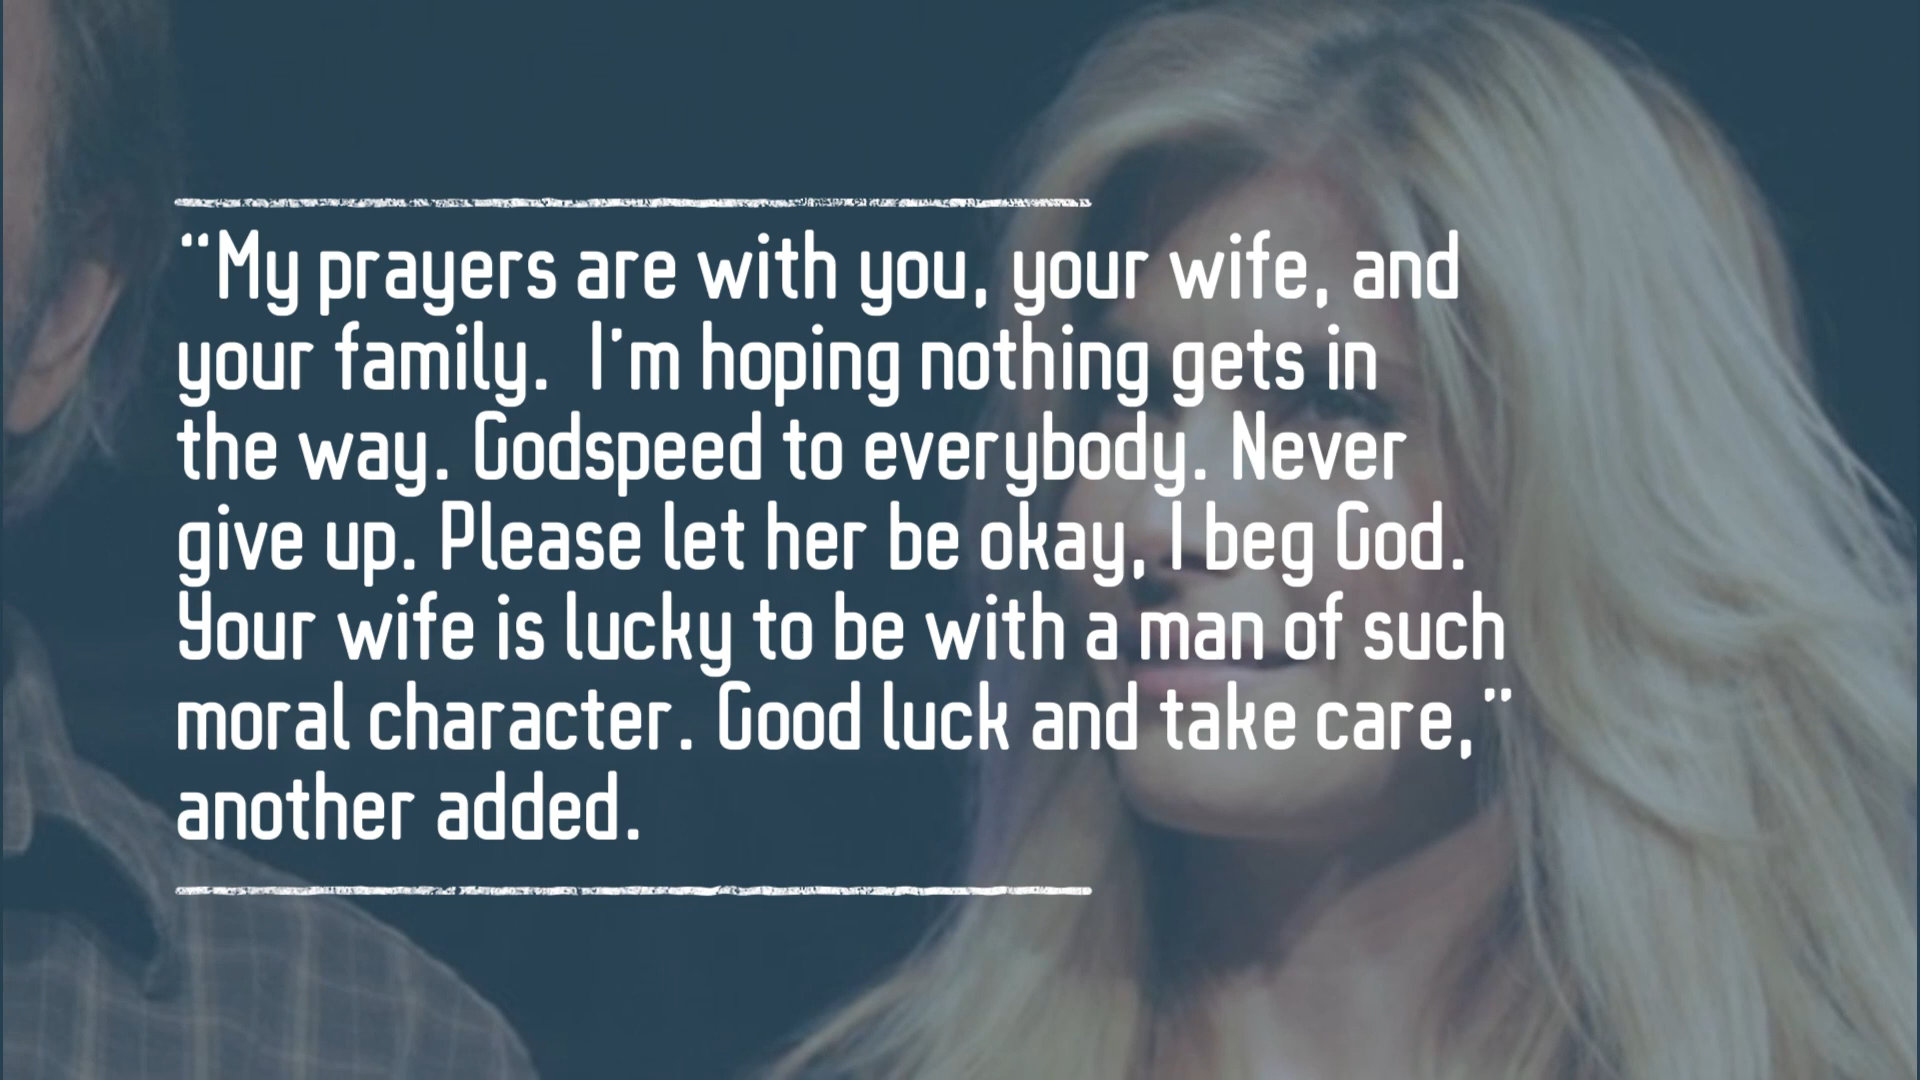 “My prayers are with you, your wife, and
your family.  I'm hoping nothing gets in
the way. Godspeed to everybody. Never
give up. Please let her be okay, I beg God.
Your wife is lucky to be with a man of such
moral character. Good luck and take care,”
another added.